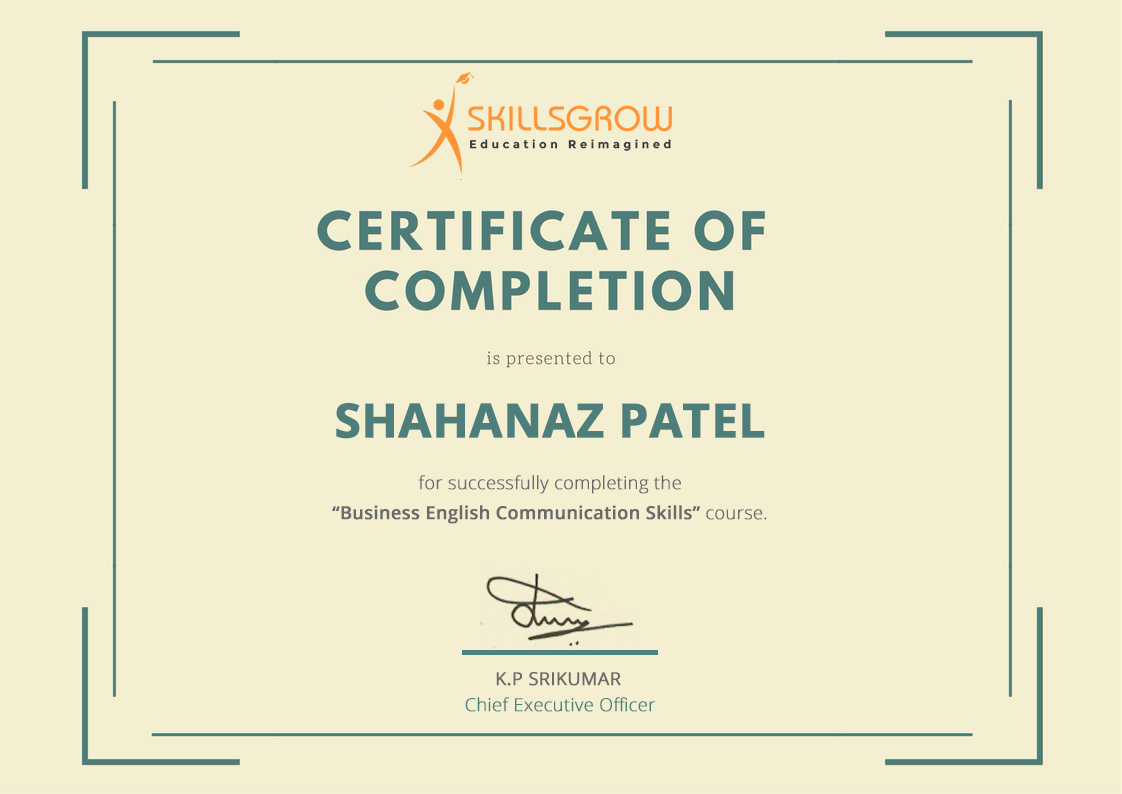 SKILLSGROW
Education Reimagined
CERTIFICATE OF
COMPLETION
is presented to
SHAHANAZ PATEL
for successfully completing the
“Business English Communication Skills” course.
K.P SRIKUMAR
Chief Executive Officer